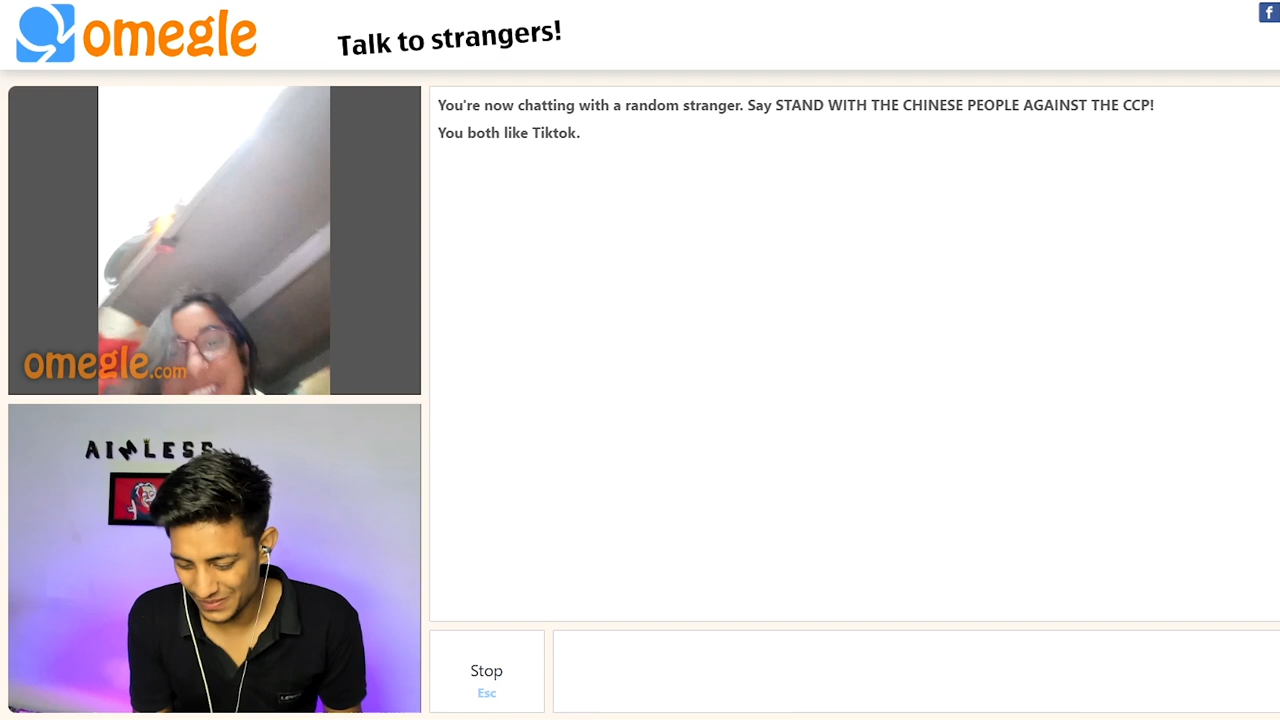 omegle
Talk to strangers!
f
You're now chatting with a random stranger. Say STAND WITH THE CHINESE PEOPLE AGAINST THE CCP!
You both like Tiktok.
omegle.com
AIMLESS
Stop
Esc